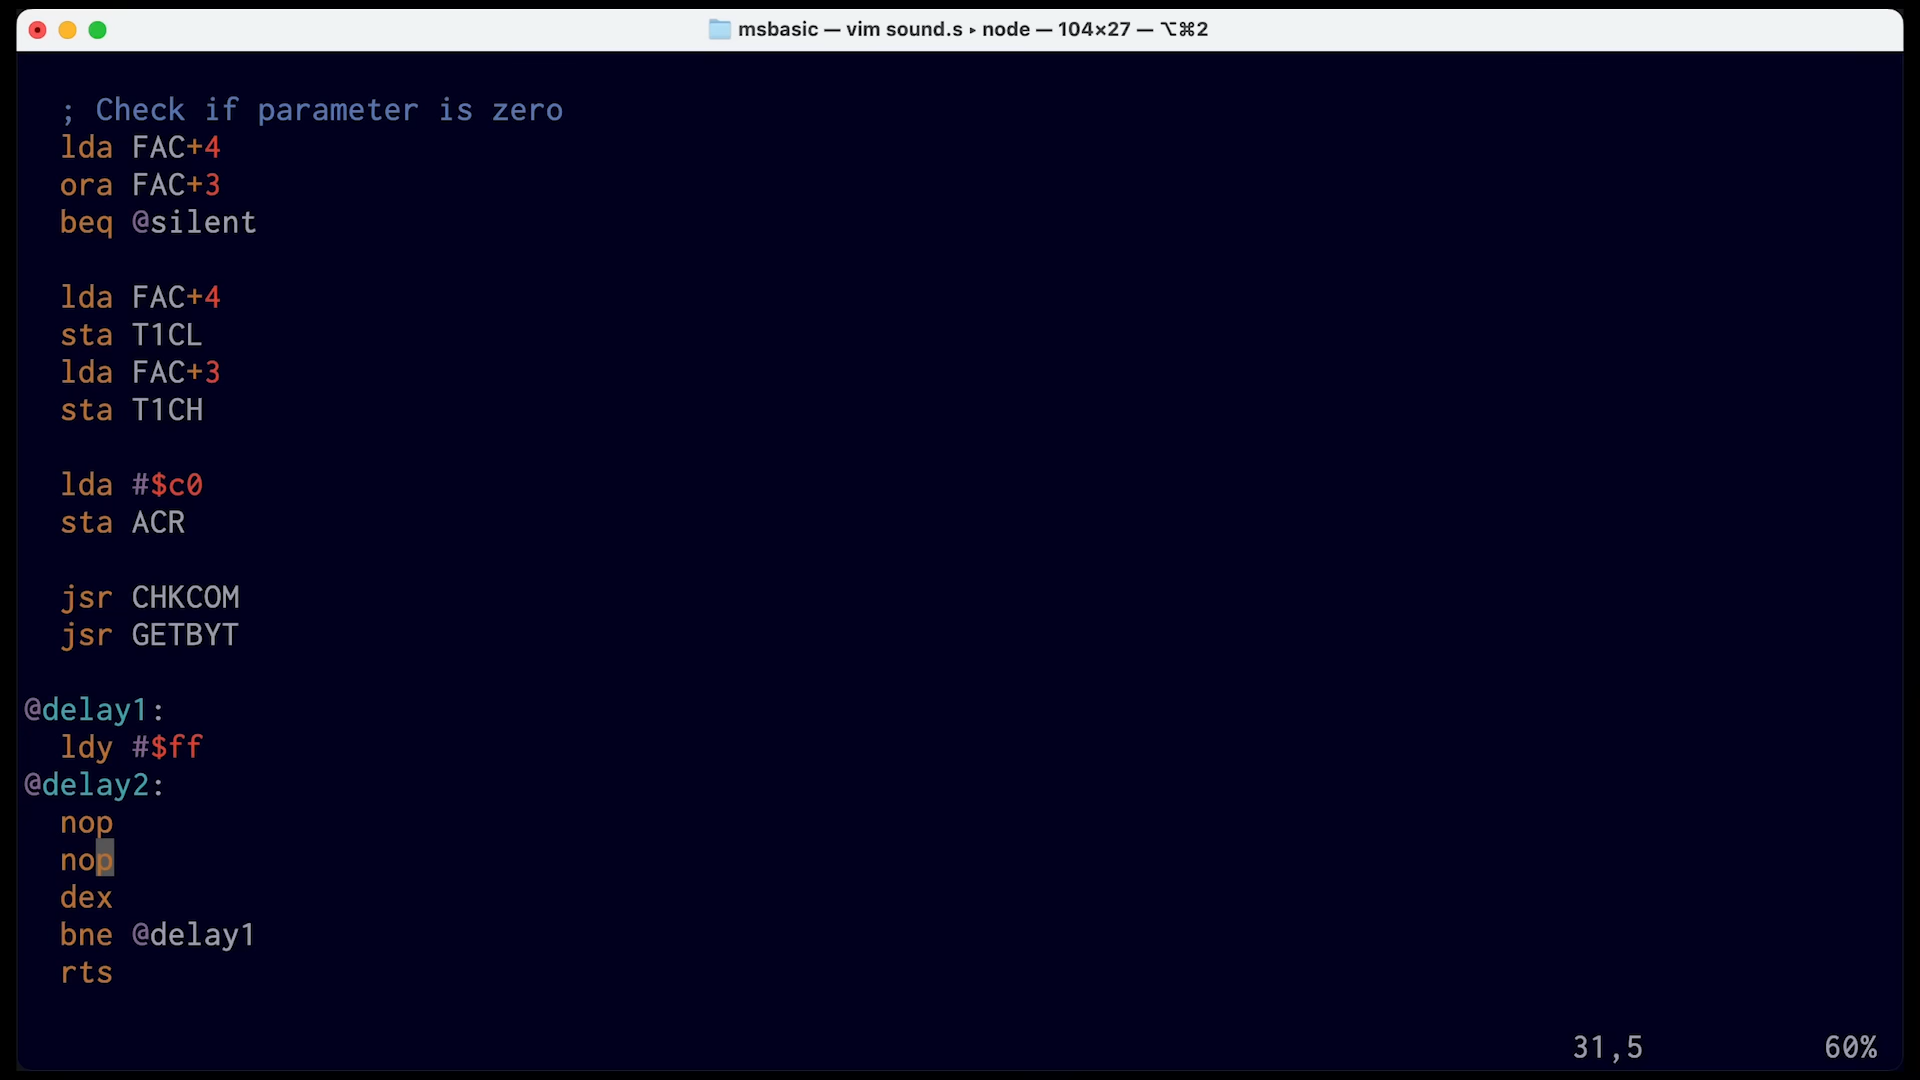 msbasic — vim sound.s ▸ node — 104×27 — ⌥⌘2
; Check if parameter is zero
lda FAC+4
ora FAC+3
beq @silent
lda FAC+4
sta T1CL
lda FAC+3
sta T1CH
lda #$c0
sta ACR
jsr CHKCOM
jsr GETBYT
@delay1:
ldy #$ff
@delay2:
nop
nop
dex
bne @delay1
rts
31,5 60%